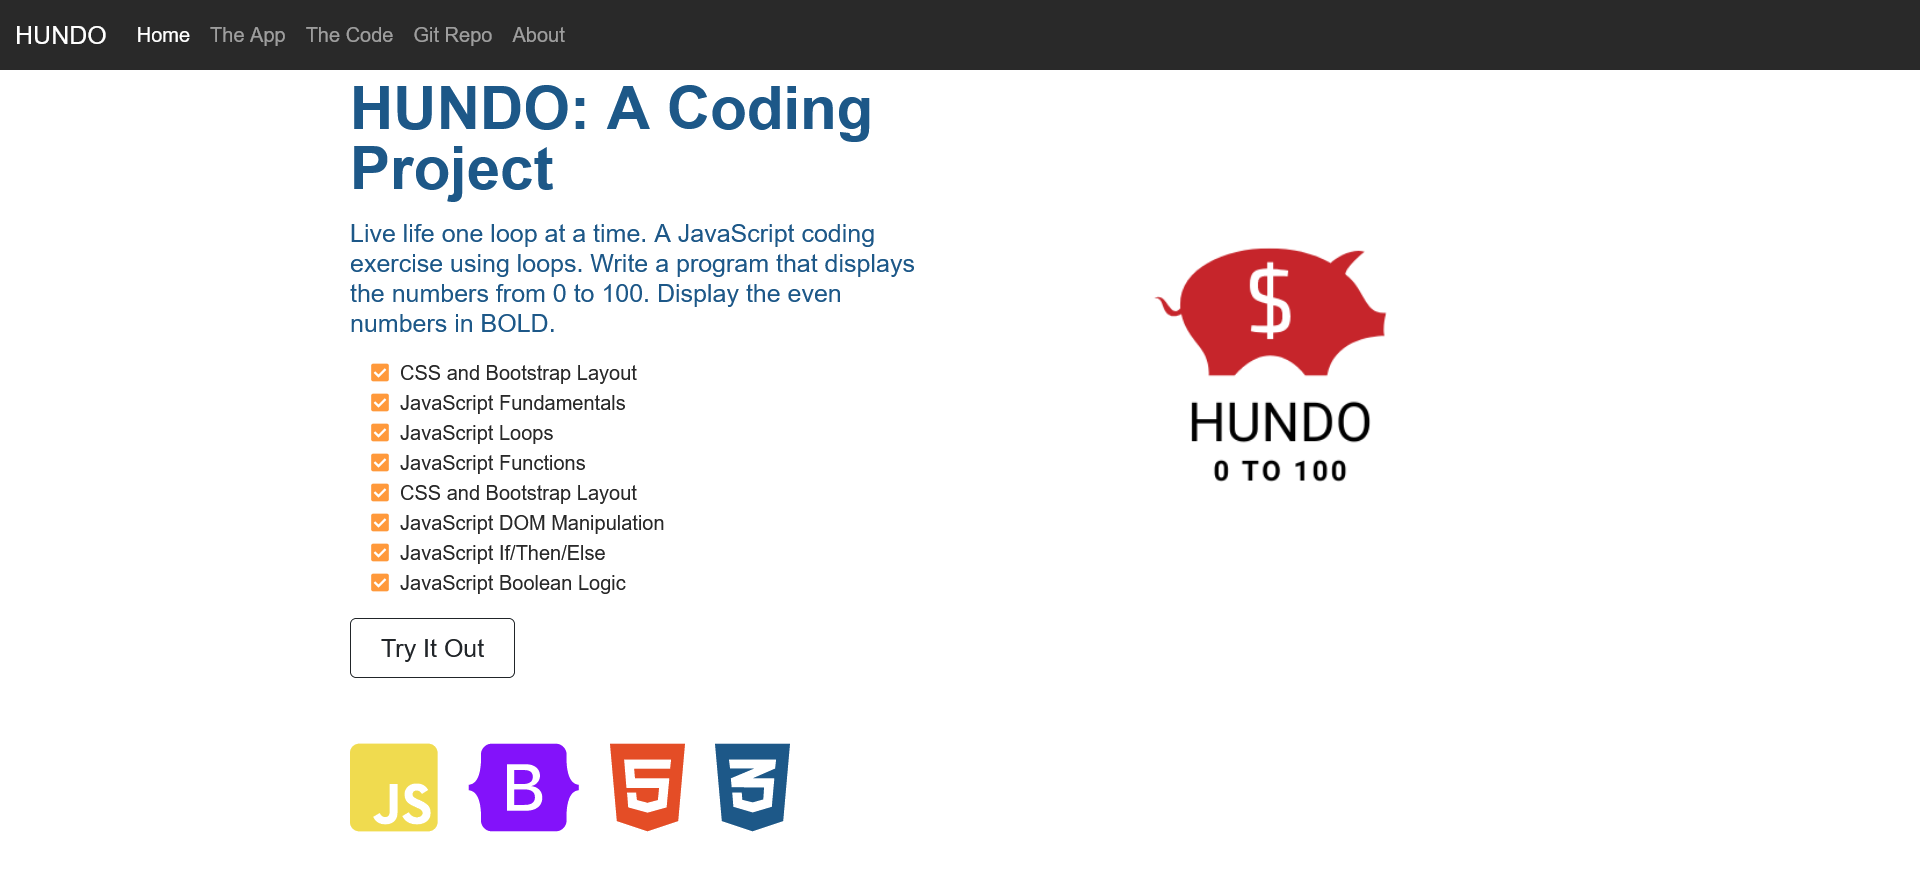 HUNDO Home The App The Code Git Repo About
HUNDO: A Coding
Project
Live life one loop at a time. A JavaScript coding
exercise using loops. Write a program that displays
the numbers from 0 to 100. Display the even
numbers in BOLD.
CSS and Bootstrap Layout
JavaScript Fundamentals
JavaScript Loops
JavaScript Functions
CSS and Bootstrap Layout
JavaScript DOM Manipulation
JavaScript If/Then/Else
JavaScript Boolean Logic
Try It Out
$
HUNDO
0 TO 100
JS B 5 3